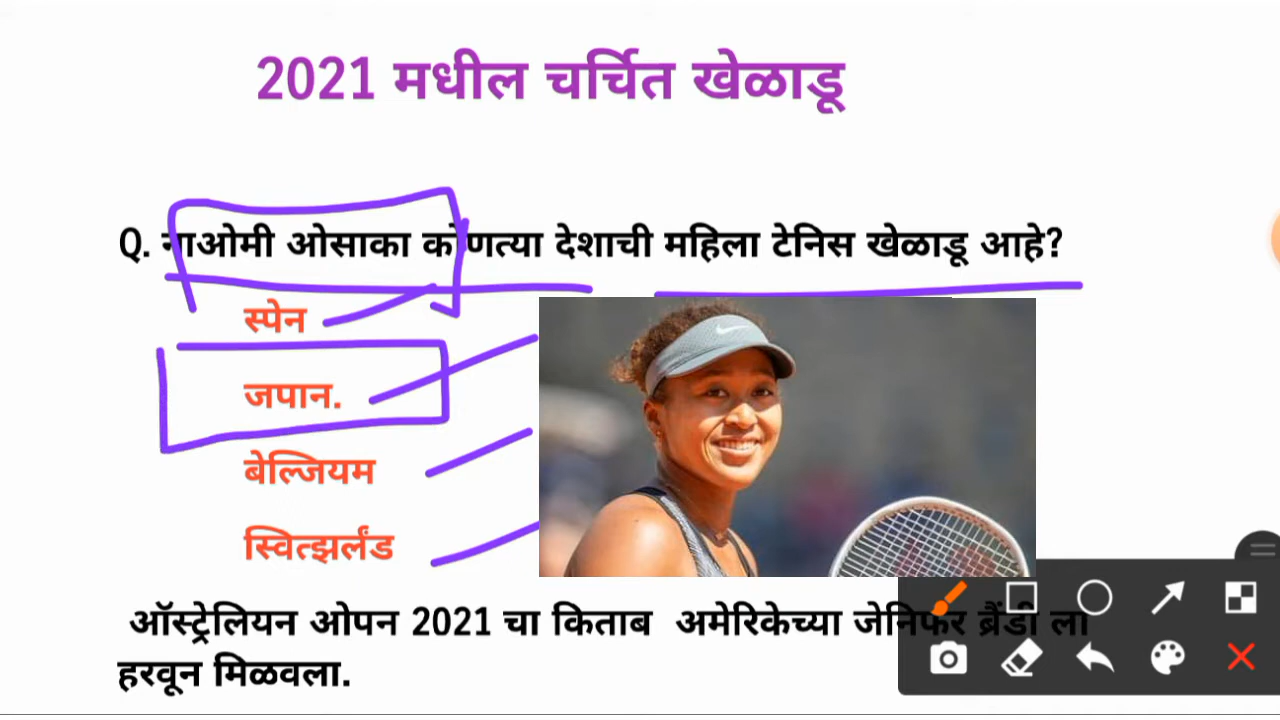 2021 मधील चर्चित खेळाडू
Q. नाओमी ओसाका कोणत्या देशाची महिला टेनिस खेळाडू आहे?
स्पेन
जपान.
बेल्जियम
स्वित्झर्लंड
ऑस्ट्रेलियन ओपन 2021 चा किताब अमेरिकेच्या जेनिफर ब्रैंडी ला
हरवून मिळवला.